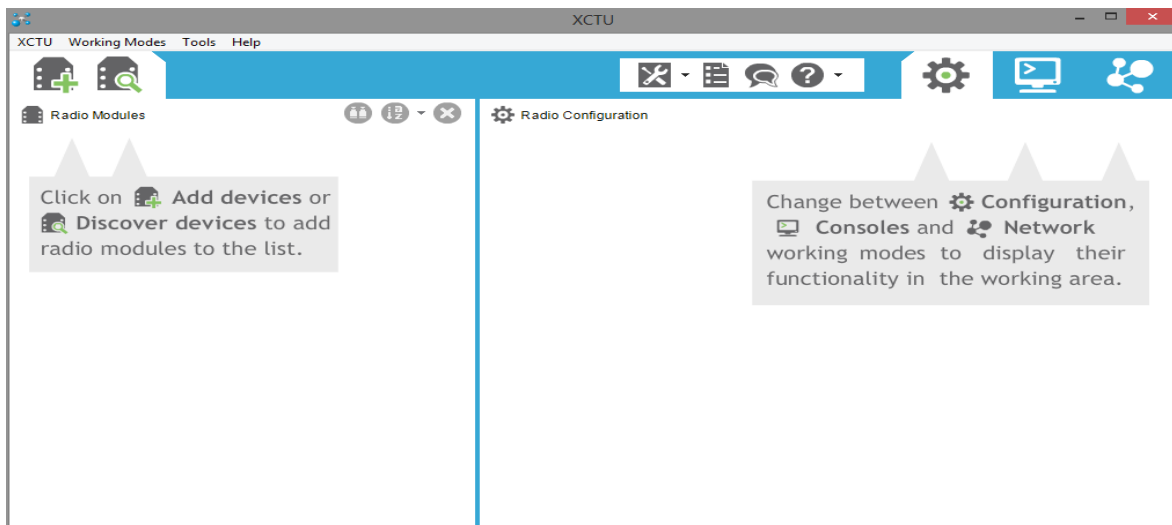 XCTU
XCTU Working Modes Tools Help
Radio Modules
Radio Configuration
Click on Add devices or
Discover devices to add
radio modules to the list.
Change between Configuration,
Consoles and Network
working modes to display their
functionality in the working area.